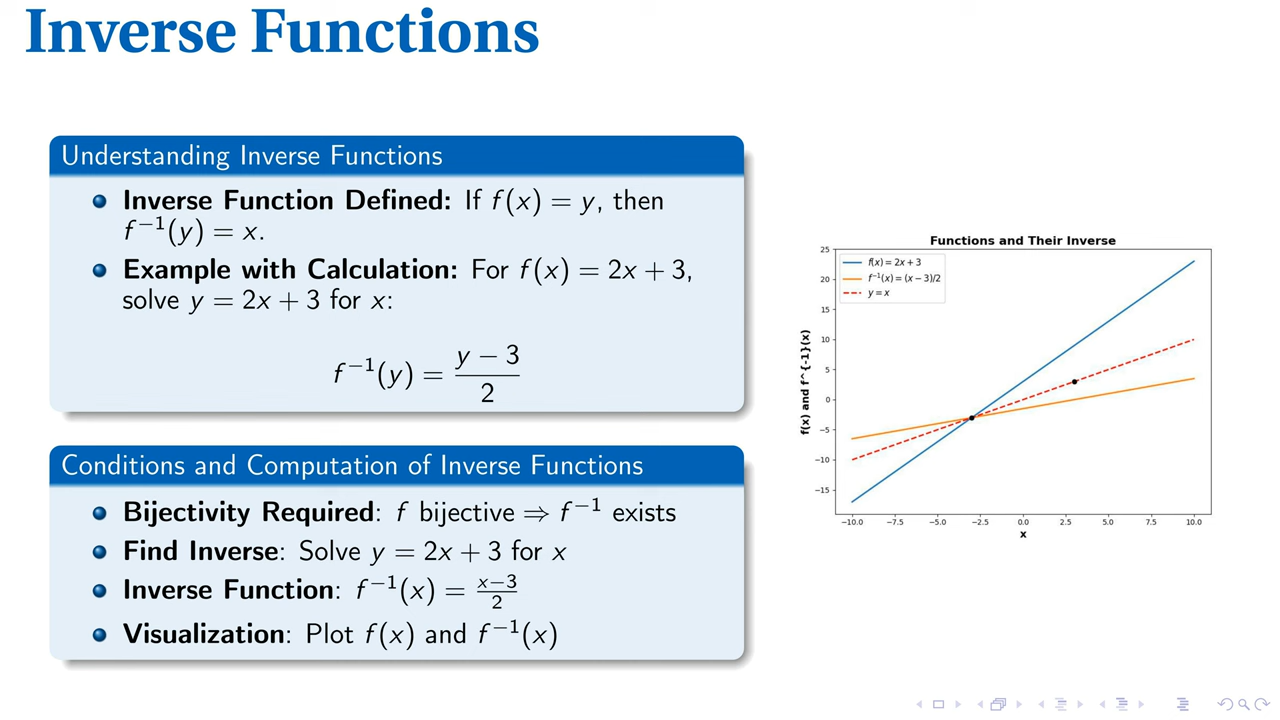 Inverse Functions
Understanding Inverse Functions
Inverse Function Defined: If f(x) = y, then
f⁻¹(y) = x.
Example with Calculation: For f(x) = 2x + 3,
solve y = 2x + 3 for x:
f⁻¹(y) = (y − 3)/2
Conditions and Computation of Inverse Functions
Bijectivity Required: f bijective ⇒ f⁻¹ exists
Find Inverse: Solve y = 2x + 3 for x
Inverse Function: f⁻¹(x) = (x−3)/2
Visualization: Plot f(x) and f⁻¹(x)
Functions and Their Inverse
f(x) = 2x + 3
f⁻¹(x) = (x − 3)/2
y = x
f(x) and f^{-1}(x)
25
20
15
10
5
0
−5
−10
−15
−10.0 −7.5 −5.0 −2.5 0.0 2.5 5.0 7.5 10.0
x